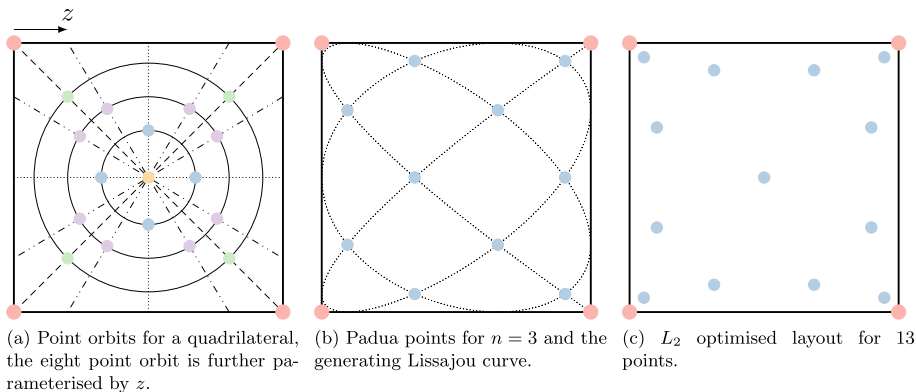 z
(a) Point orbits for a quadrilateral,
the eight point orbit is further pa-
rameterised by z.
(b) Padua points for n = 3 and the
generating Lissajou curve.
(c) L₂ optimised layout for 13
points.